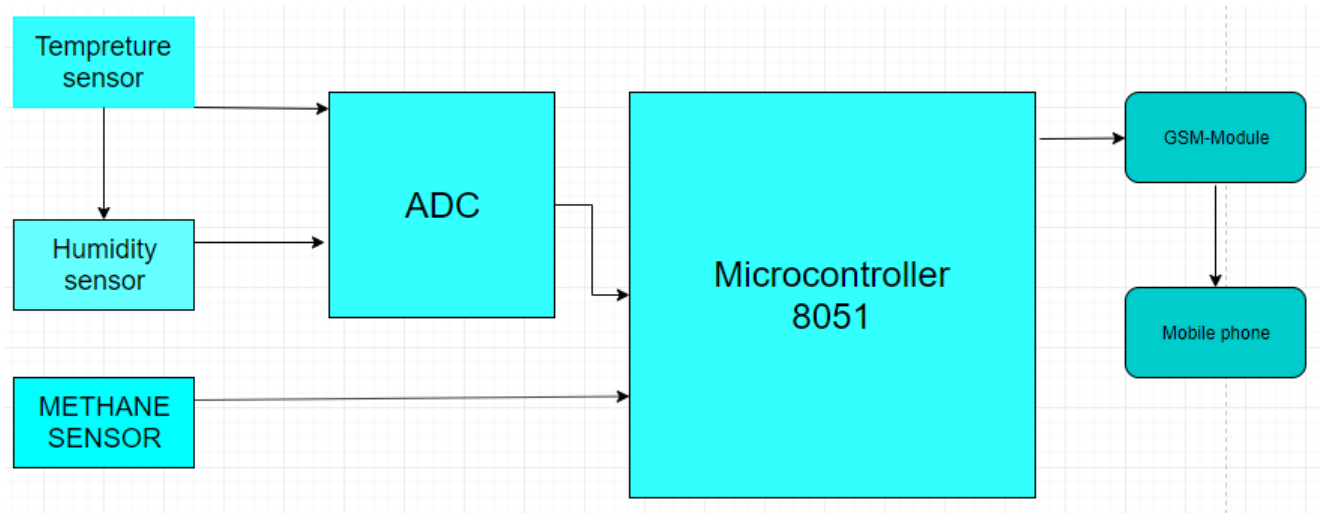 Tempreture
sensor
Humidity
sensor
METHANE
SENSOR
ADC
Microcontroller
8051
GSM-Module
Mobile phone